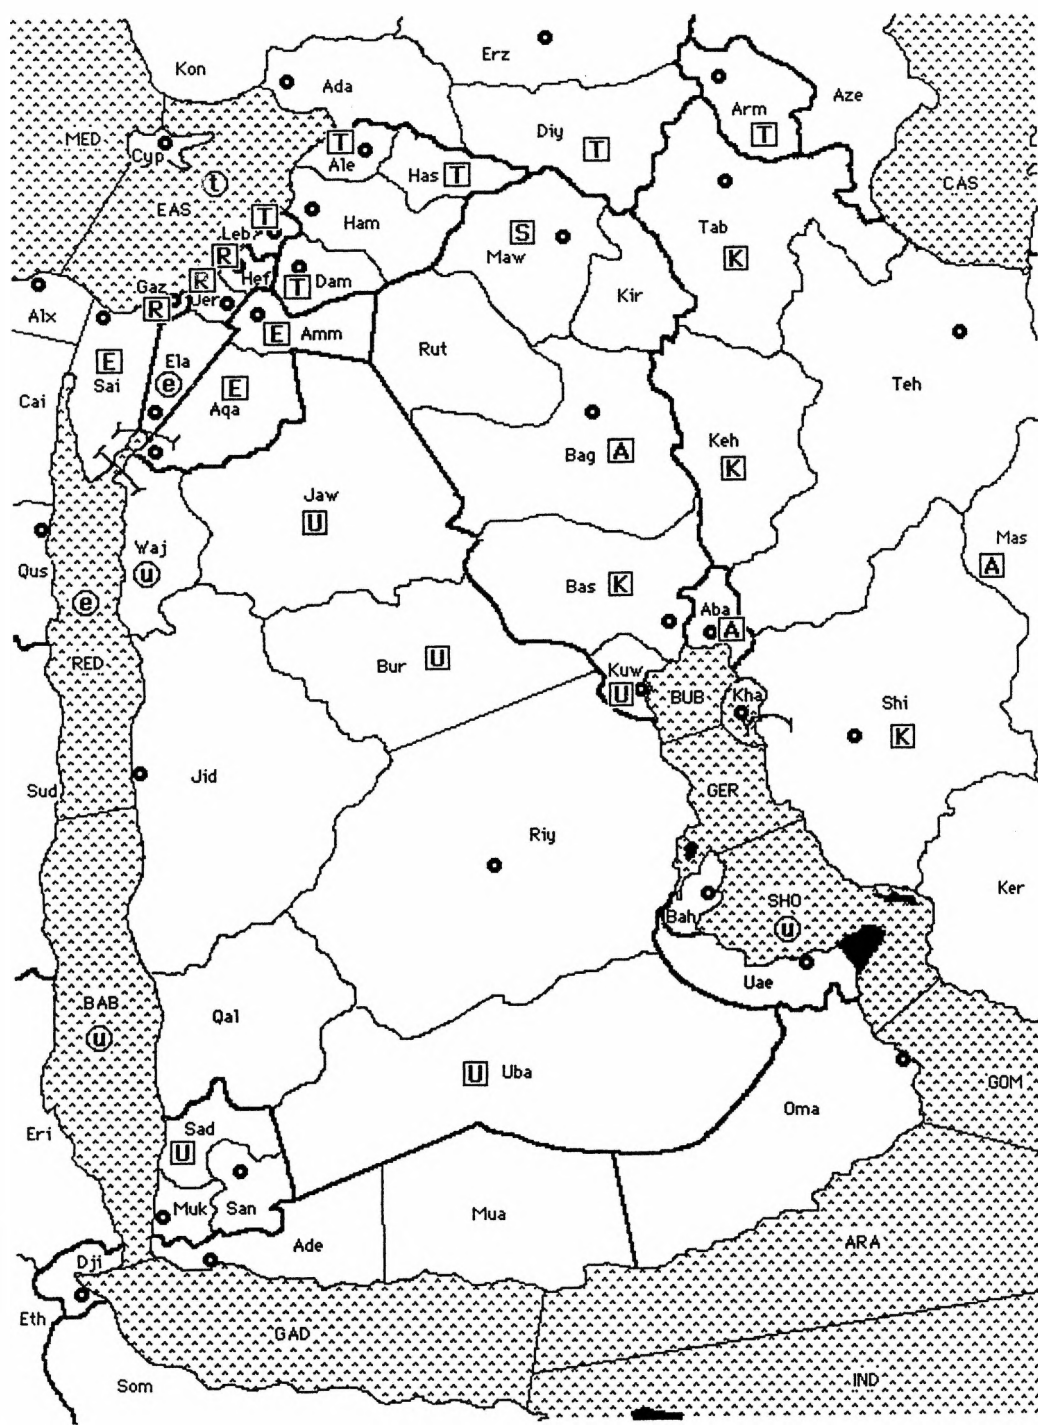 Erz
Kon
Ada
Aze
Arm
MED
Diy
T
T
T
Cyp
Ale
Has
T
t
CAS
EAS
T
Ham
Tab
Leb
S
R
Maw
K
Hef
Dam
R
Gaz
T
Jer
Kir
R
Alx
E
Amm
Rut
E
Ela
Teh
Sai
e
E
Cai
Aqa
Keh
Bag
A
K
Jaw
U
Mas
Waj
A
Qus
u
Bas
K
e
Aba
A
RED
Bur
U
Kuw
U
BUB
Kha
Shi
K
Jid
Sud
GER
Riy
Ker
SHO
Bah
u
Uae
BAB
Qal
u
U
Uba
GOM
Oma
Sad
Eri
U
Muk
San
Mua
Ade
ARA
Dji
Eth
GAD
IND
Som